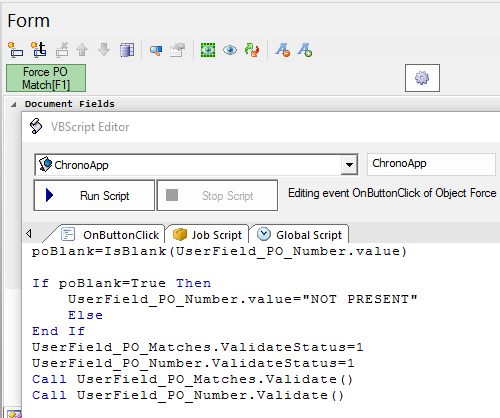 Form
Force PO
Match[F1]
Document Fields
VBScript Editor
ChronoApp
ChronoApp
Run Script
Stop Script
Editing event OnButtonClick of Object Force
OnButtonClick
Job Script
Global Script
poBlank=IsBlank(UserField_PO_Number.value)
If poBlank=True Then
UserField_PO_Number.value="NOT PRESENT"
Else
End If
UserField_PO_Matches.ValidateStatus=1
UserField_PO_Number.ValidateStatus=1
Call UserField_PO_Matches.Validate()
Call UserField_PO_Number.Validate()